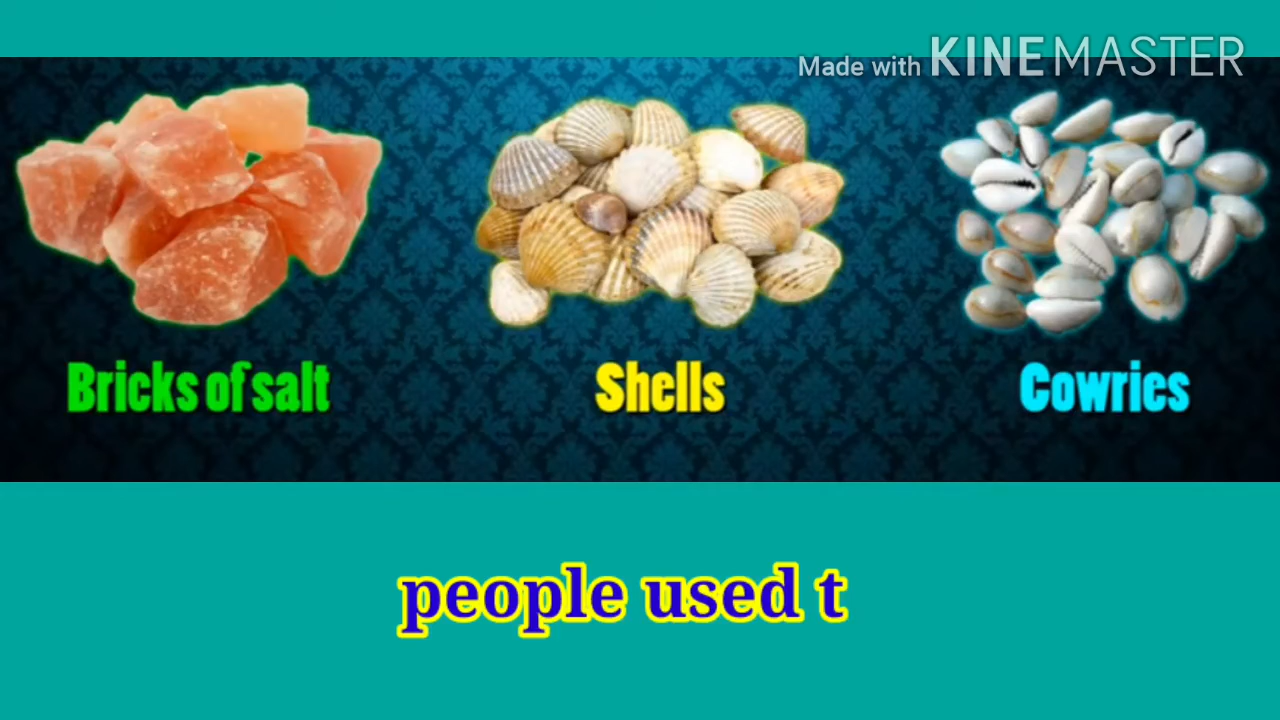 Made with KINEMASTER
Bricks of salt
Shells
Cowries
people used t